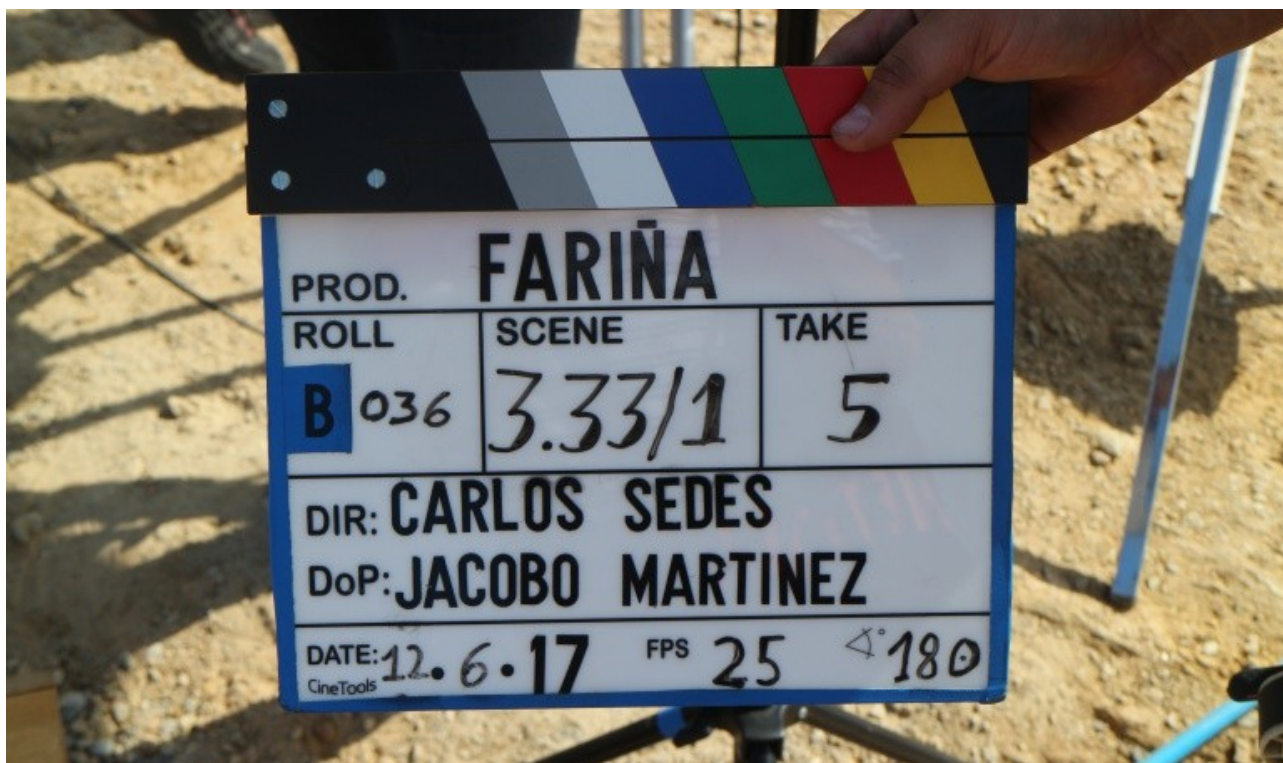 PROD. FARIÑA
ROLL SCENE TAKE
B 036 3.33/1 5
DIR: CARLOS SEDES
DoP: JACOBO MARTINEZ
DATE: 12.6.17 FPS 25 ∢° 180
CineTools